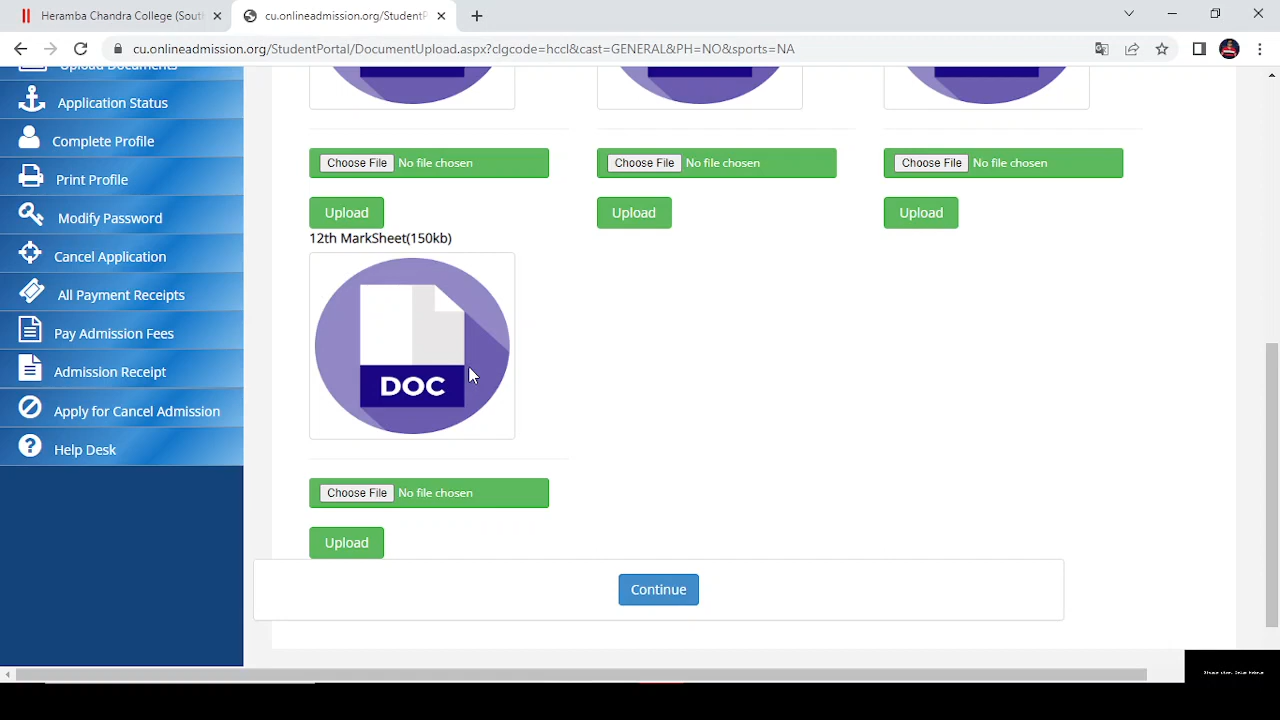 Heramba Chandra College (Sout
cu.onlineadmission.org/StudentP
cu.onlineadmission.org/StudentPortal/DocumentUpload.aspx?clgcode=hccl&cast=GENERAL&PH=NO&sports=NA
Upload Documents
Application Status
Complete Profile
Print Profile
Modify Password
Cancel Application
All Payment Receipts
Pay Admission Fees
Admission Receipt
Apply for Cancel Admission
Help Desk
Choose File No file chosen
Choose File No file chosen
Choose File No file chosen
Upload
Upload
Upload
12th MarkSheet(150kb)
DOC
Choose File No file chosen
Upload
Continue